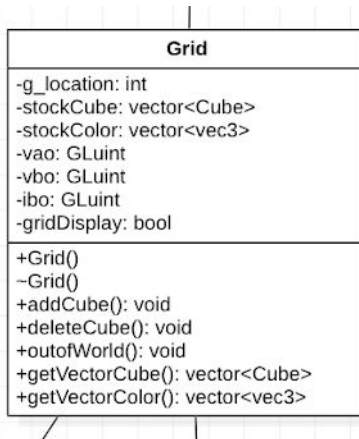 Grid
-g_location: int
-stockCube: vector<Cube>
-stockColor: vector<vec3>
-vao: GLuint
-vbo: GLuint
-ibo: GLuint
-gridDisplay: bool
+Grid()
~Grid()
+addCube(): void
+deleteCube(): void
+outofWorld(): void
+getVectorCube(): vector<Cube>
+getVectorColor(): vector<vec3>